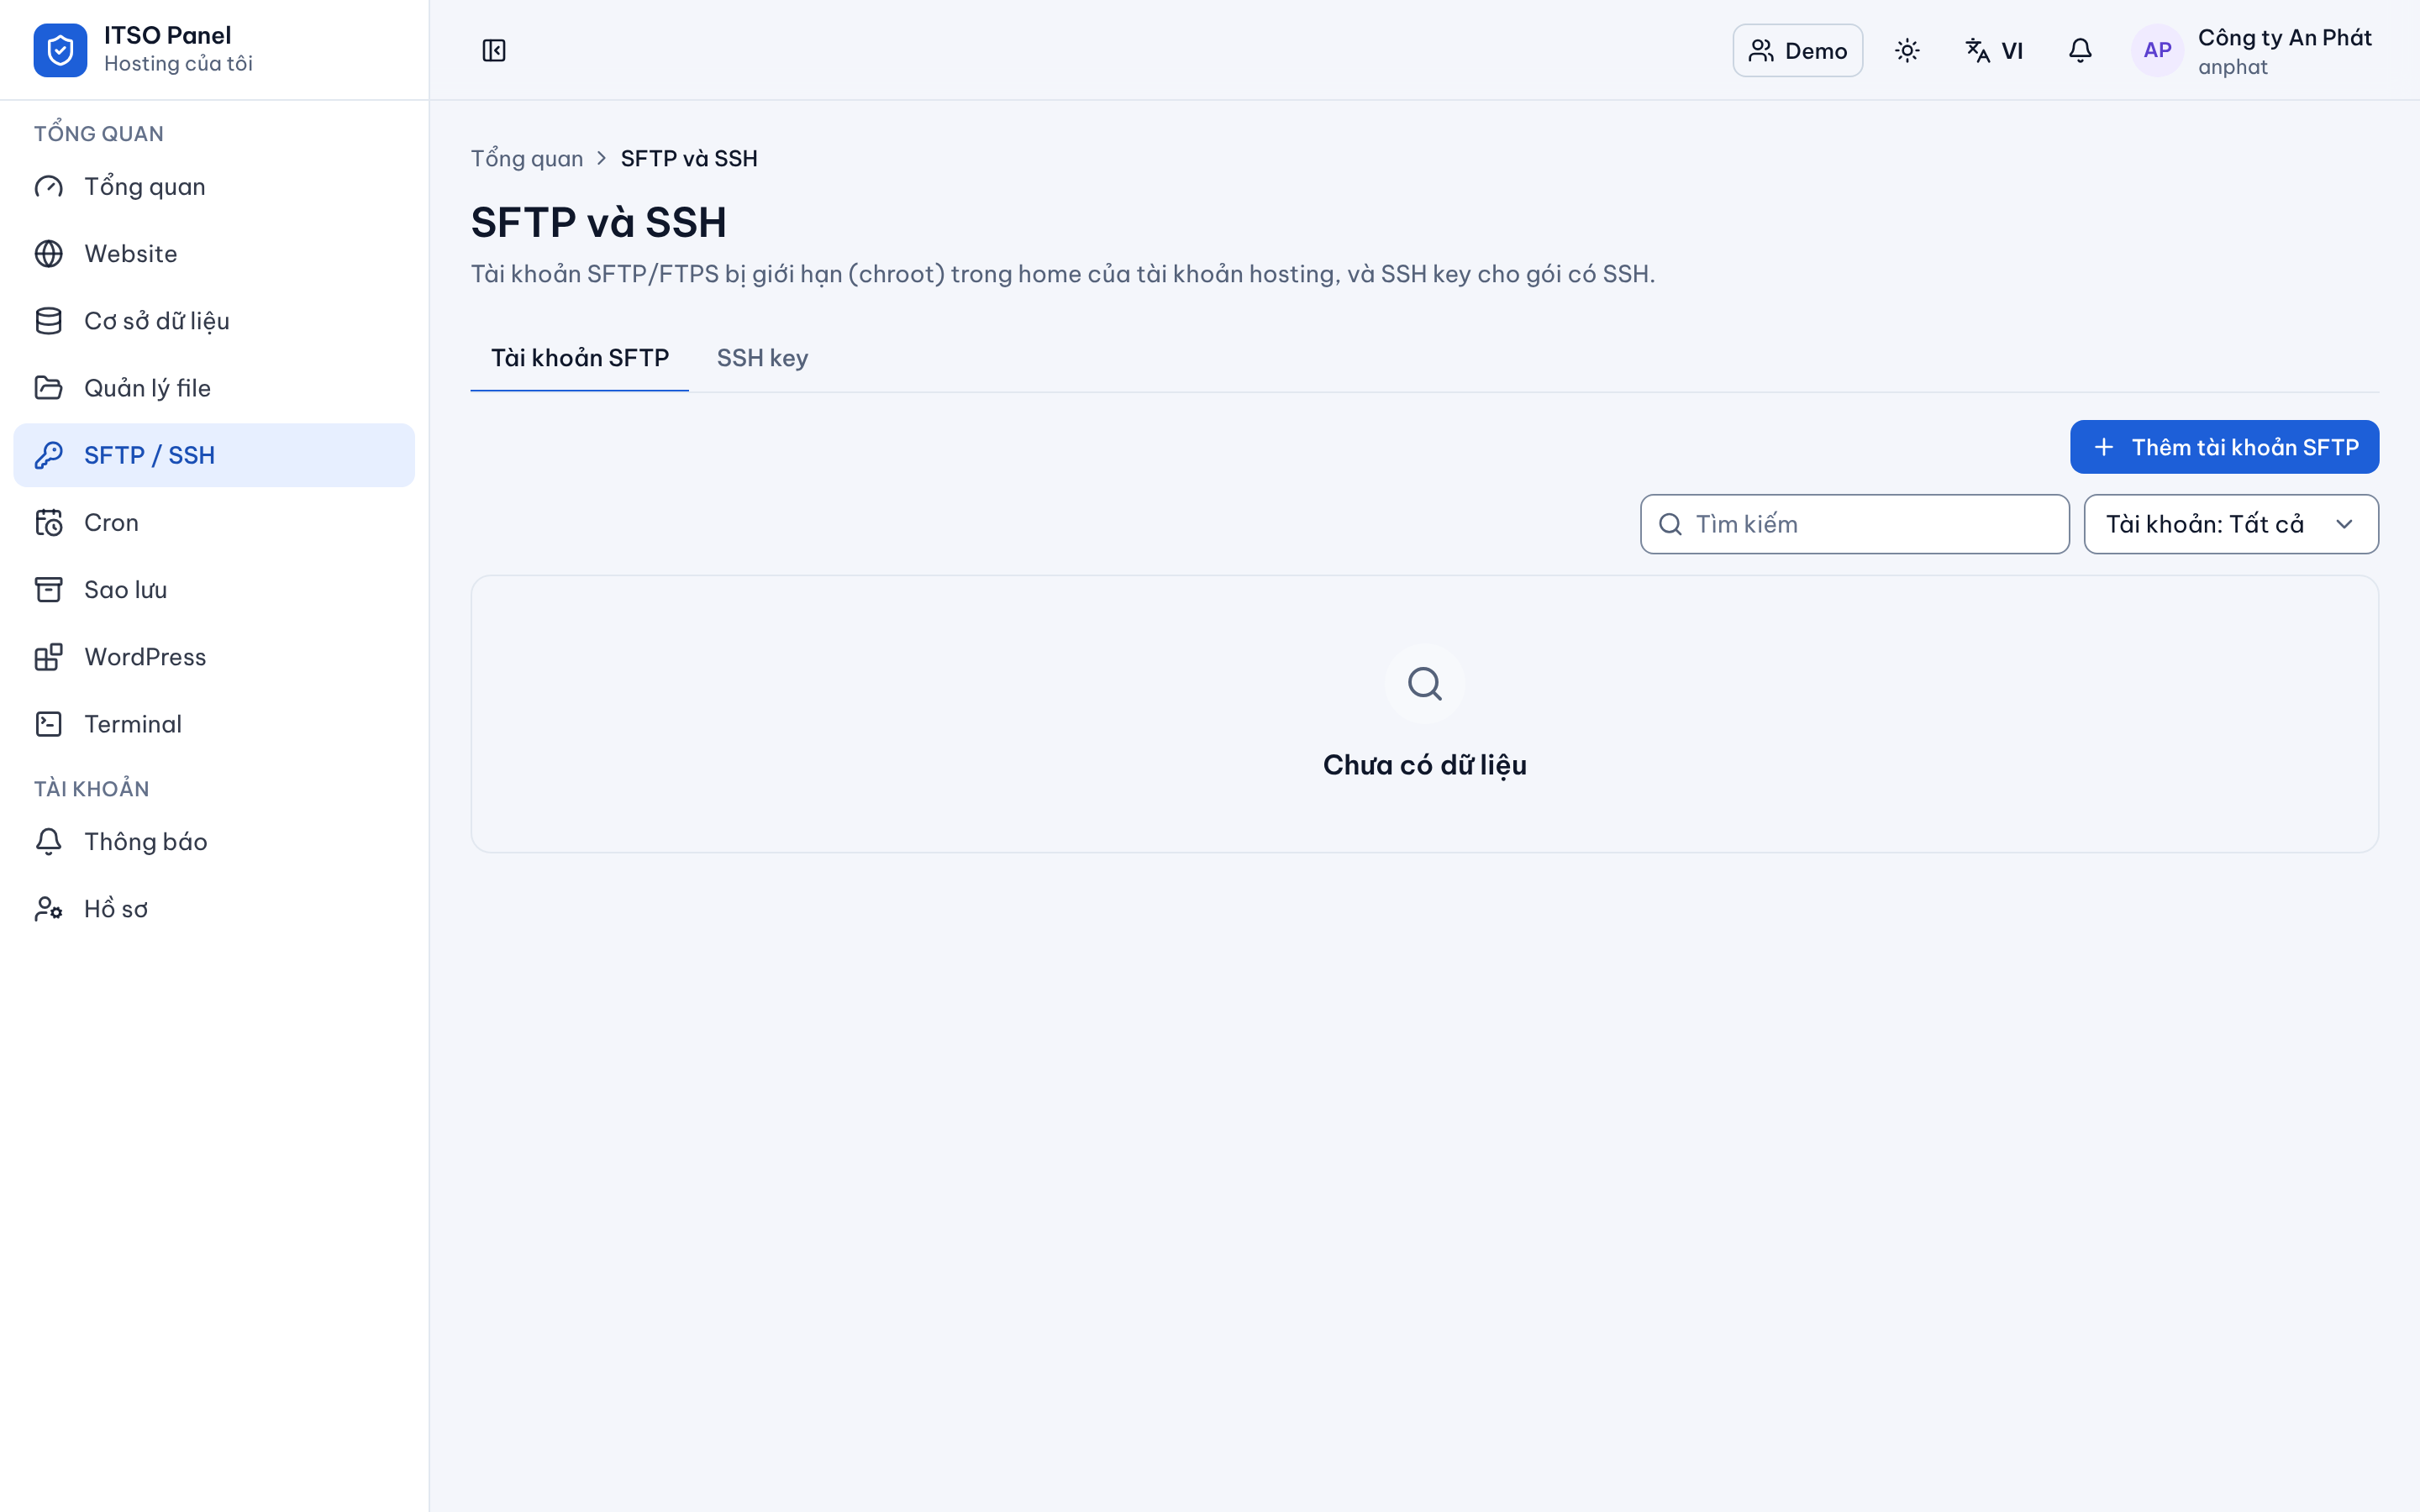 ITSO Panel
Hosting của tôi
Demo
VI
AP
Công ty An Phát
anphat
TỔNG QUAN
Tổng quan
Website
Cơ sở dữ liệu
Quản lý file
SFTP / SSH
Cron
Sao lưu
WordPress
Terminal
TÀI KHOẢN
Thông báo
Hồ sơ
Tổng quan > SFTP và SSH
SFTP và SSH
Tài khoản SFTP/FTPS bị giới hạn (chroot) trong home của tài khoản hosting, và SSH key cho gói có SSH.
Tài khoản SFTP SSH key
Thêm tài khoản SFTP
Tìm kiếm
Tài khoản: Tất cả
Chưa có dữ liệu